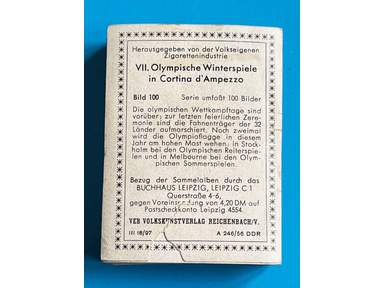 Herausgegeben von der Volkseigenen
Zigarettenindustrie
VII. Olympische Winterspiele
in Cortina d'Ampezzo
Bild 100 Serie umfaßt 100 Bilder
Die olympischen Wettkampftage sind
vorüber; zur letzten feierlichen Zeremo-
nie sind die Fahnenträger der 32
Länder aufmarschiert. Noch zweimal
wird die Olympiaflagge in diesem
Jahr am hohen Mast wehen: in Stock-
holm bei den Olympischen Reiterspie-
len und in Melbourne bei den Olym-
pischen Sommerspielen.
Bezug der Sammelalben durch das
BUCHHAUS LEIPZIG, LEIPZIG C 1
Querstraße 4-6,
gegen Voreinsendung von 4,20 DM auf
Postscheckkonto Leipzig 4554.
VEB VOLKSKUNSTVERLAG REICHENBACH/V.
III/18/97 A 246/56 DDR